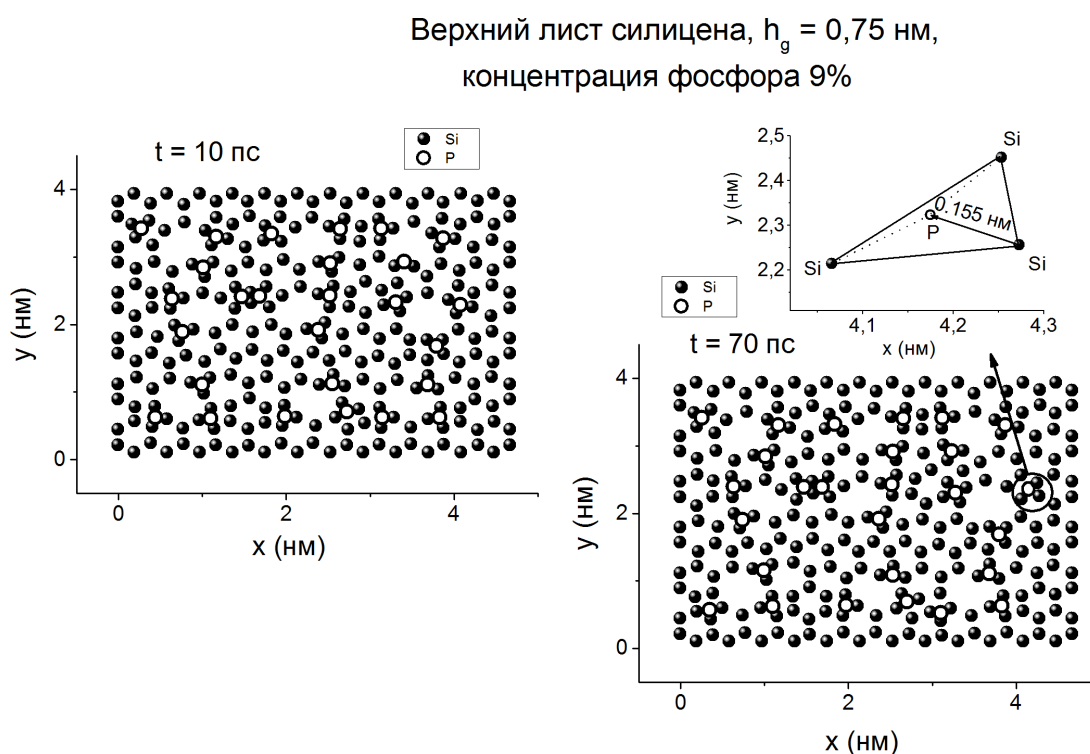 Верхний лист силицена, hg = 0,75 нм,
концентрация фосфора 9%
t = 10 пс
Si
P
y (нм)
4
2
0
0 2 4
x (нм)
y (нм)
2,5
2,4
2,3
2,2
Si
0.155 нм
P
Si
Si
4,1 4,2 4,3
x (нм)
Si
P
t = 70 пс
y (нм)
4
2
0
0 2 4
x (нм)